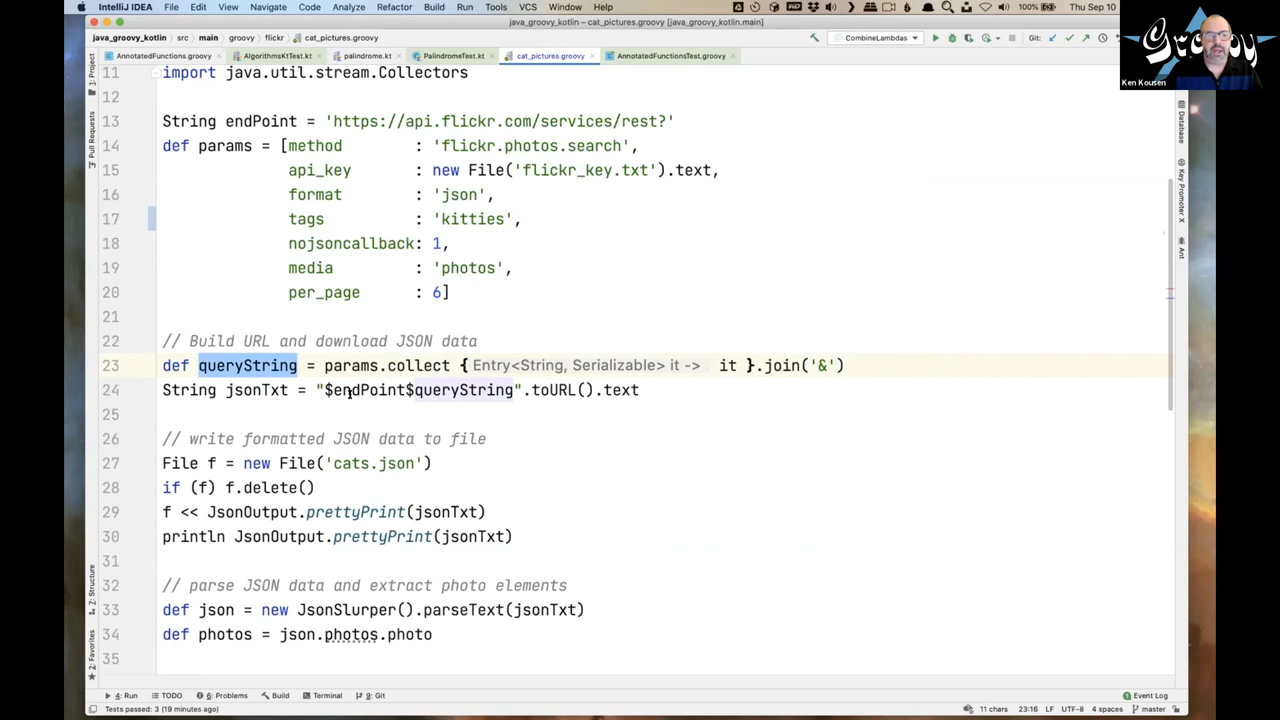 IntelliJ IDEA File Edit View Navigate Code Analyze Refactor Build Run Tools VCS Window Help 100% Thu Sep 10
java_groovy_kotlin – cat_pictures.groovy [java_groovy_kotlin.main]
java_groovy_kotlin src main groovy flickr cat_pictures.groovy CombineLambdas Git:
AnnotatedFunctions.groovy AlgorithmsKtTest.kt palindrome.kt PalindromeTest.kt cat_pictures.groovy AnnotatedFunctionsTest.groovy
Groovy
Ken Kousen
1: Project
Pull Requests
7: Structure
2: Favorites
Database
Key Promoter X
Ant
11 import java.util.stream.Collectors
12
13 String endPoint = 'https://api.flickr.com/services/rest?'
14 def params = [method : 'flickr.photos.search',
15 api_key : new File('flickr_key.txt').text,
16 format : 'json',
17 tags : 'kitties',
18 nojsoncallback: 1,
19 media : 'photos',
20 per_page : 6]
21
22 // Build URL and download JSON data
23 def queryString = params.collect { Entry<String, Serializable> it -> it }.join('&')
24 String jsonTxt = "$endPoint$queryString".toURL().text
25
26 // write formatted JSON data to file
27 File f = new File('cats.json')
28 if (f) f.delete()
29 f << JsonOutput.prettyPrint(jsonTxt)
30 println JsonOutput.prettyPrint(jsonTxt)
31
32 // parse JSON data and extract photo elements
33 def json = new JsonSlurper().parseText(jsonTxt)
34 def photos = json.photos.photo
35
4: Run TODO 6: Problems Build Terminal 9: Git Event Log
Tests passed: 3 (19 minutes ago) 11 chars 23:16 LF UTF-8 4 spaces master